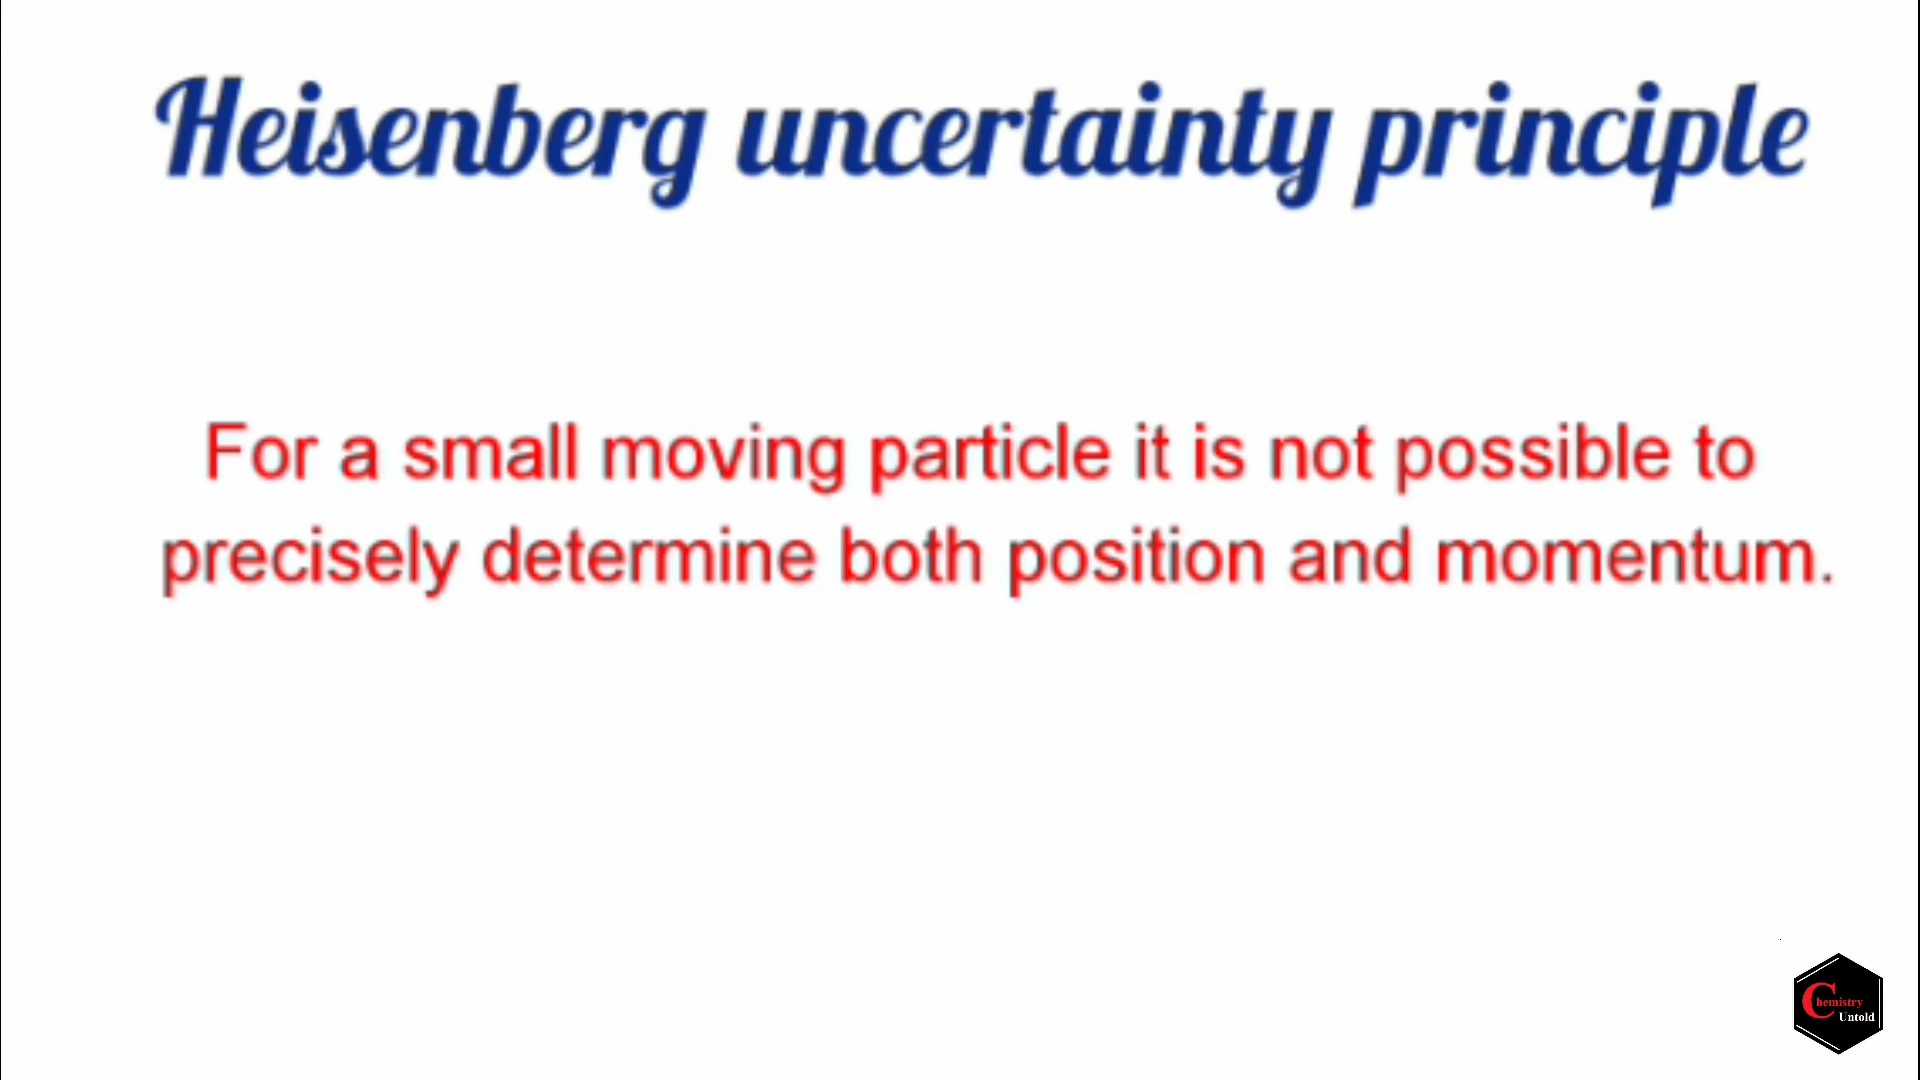 Heisenberg uncertainty principle
For a small moving particle it is not possible to
precisely determine both position and momentum.
Chemistry
Untold